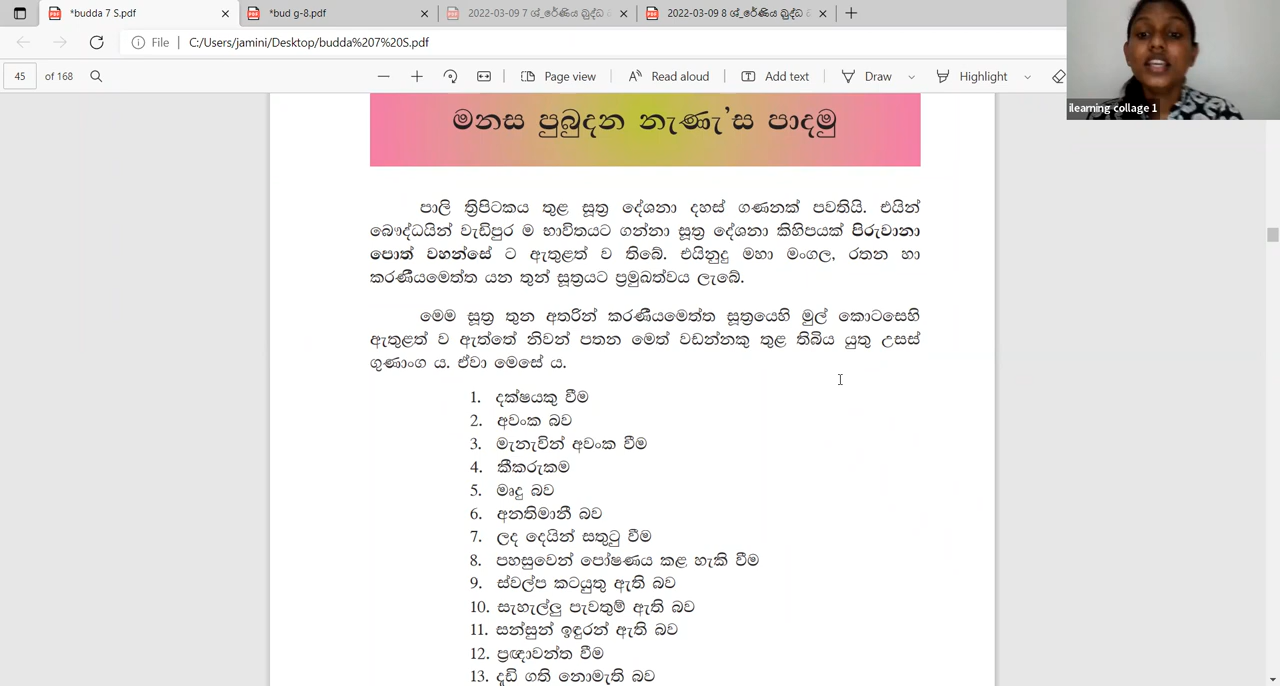 *budda 7 S.pdf
*bud g-8.pdf
2022-03-09 7 ශ්_රේණිය බුද්ධ
2022-03-09 8 ශ්_රේණිය බුද්ධ
File C:/Users/jamini/Desktop/budda%207%20S.pdf
45 of 168 Page view Read aloud Add text Draw Highlight
ilearning collage 1
මනස පුබුදන නැණැ'ස පාදමු
පාලි ත්‍රිපිටකය තුළ සූත්‍ර දේශනා දහස් ගණනක් පවතියි. එයින්
බෞද්ධයින් වැඩිපුර ම භාවිතයට ගන්නා සූත්‍ර දේශනා කිහිපයක් පිරුවානා
පොත් වහන්සේ ට ඇතුළත් ව තිබේ. එයිනුදු මහා මංගල, රතන හා
කරණීයමෙත්ත යන තුන් සූත්‍රයට ප්‍රමුඛත්වය ලැබේ.
මෙම සූත්‍ර තුන අතරින් කරණීයමෙත්ත සූත්‍රයෙහි මුල් කොටසෙහි
ඇතුළත් ව ඇත්තේ නිවන් පතන මෙත් වඩන්නකු තුළ තිබිය යුතු උසස්
ගුණාංග ය. ඒවා මෙසේ ය.
1. දක්ෂයකු වීම
2. අවංක බව
3. මැනැවින් අවංක වීම
4. කීකරුකම
5. මෘදු බව
6. අනතිමානී බව
7. ලද දෙයින් සතුටු වීම
8. පහසුවෙන් පෝෂණය කළ හැකි වීම
9. ස්වල්ප කටයුතු ඇති බව
10. සැහැල්ලු පැවතුම් ඇති බව
11. සන්සුන් ඉඳුරන් ඇති බව
12. ප්‍රඥාවන්ත වීම
13. දැඩි ගති නොමැති බව